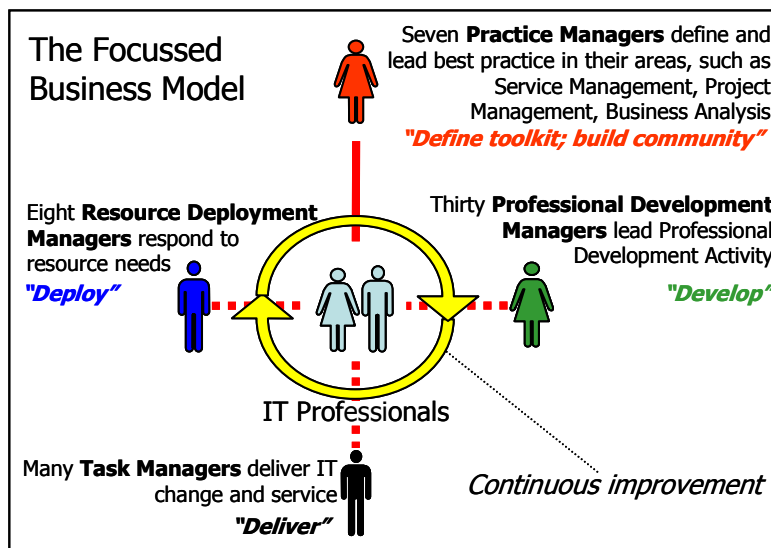 The Focussed
Business Model
Seven Practice Managers define and
lead best practice in their areas, such as
Service Management, Project
Management, Business Analysis
“Define toolkit; build community”
Eight Resource Deployment
Managers respond to
resource needs
“Deploy”
Thirty Professional Development
Managers lead Professional
Development Activity
“Develop”
IT Professionals
Many Task Managers deliver IT
change and service
“Deliver”
Continuous improvement